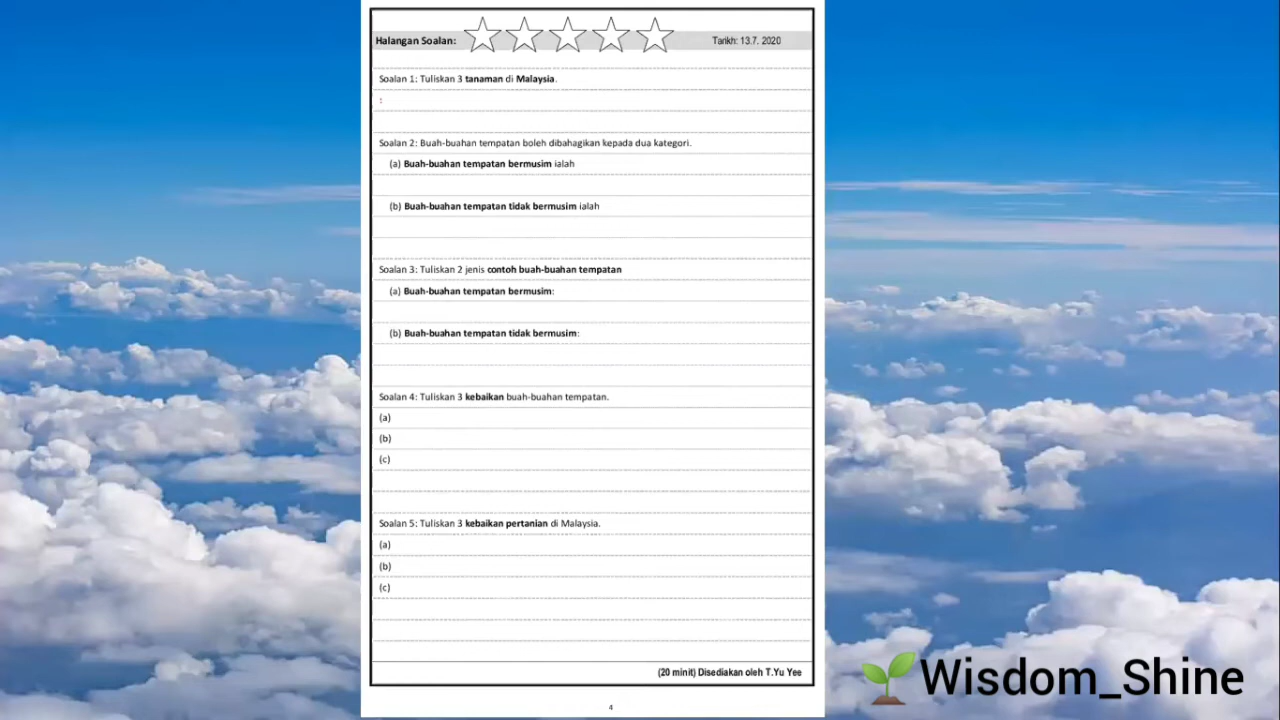 Halangan Soalan: Tarikh: 13.7. 2020
Soalan 1: Tuliskan 3 tanaman di Malaysia.
:
Soalan 2: Buah-buahan tempatan boleh dibahagikan kepada dua kategori.
(a) Buah-buahan tempatan bermusim ialah
(b) Buah-buahan tempatan tidak bermusim ialah
Soalan 3: Tuliskan 2 jenis contoh buah-buahan tempatan
(a) Buah-buahan tempatan bermusim:
(b) Buah-buahan tempatan tidak bermusim:
Soalan 4: Tuliskan 3 kebaikan buah-buahan tempatan.
(a)
(b)
(c)
Soalan 5: Tuliskan 3 kebaikan pertanian di Malaysia.
(a)
(b)
(c)
(20 minit) Disediakan oleh T.Yu Yee
4
Wisdom_Shine